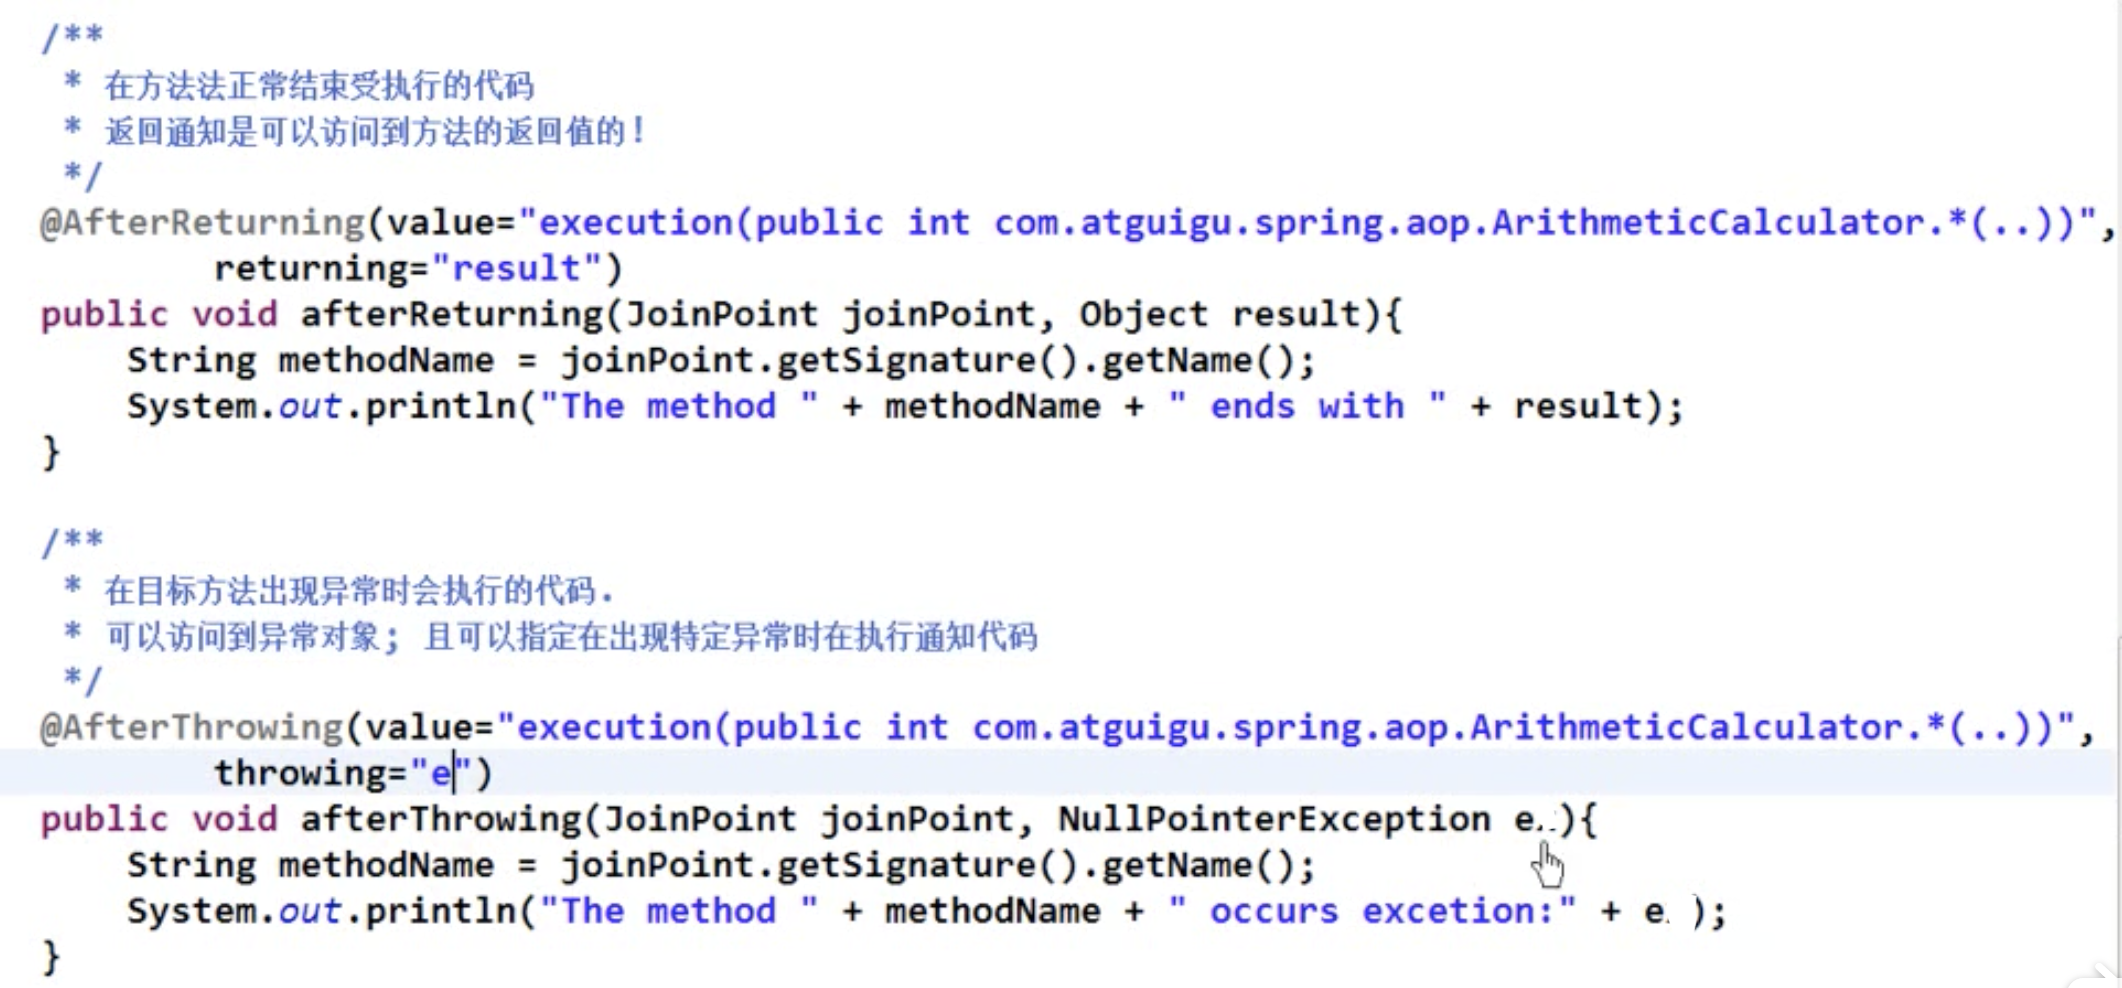 /**
 * 在方法法正常结束受执行的代码
 * 返回通知是可以访问到方法的返回值的!
 */
@AfterReturning(value="execution(public int com.atguigu.spring.aop.ArithmeticCalculator.*(..))",
        returning="result")
public void afterReturning(JoinPoint joinPoint, Object result){
    String methodName = joinPoint.getSignature().getName();
    System.out.println("The method " + methodName + " ends with " + result);
}
/**
 * 在目标方法出现异常时会执行的代码.
 * 可以访问到异常对象; 且可以指定在出现特定异常时在执行通知代码
 */
@AfterThrowing(value="execution(public int com.atguigu.spring.aop.ArithmeticCalculator.*(..))",
        throwing="e")
public void afterThrowing(JoinPoint joinPoint, NullPointerException e){
    String methodName = joinPoint.getSignature().getName();
    System.out.println("The method " + methodName + " occurs excetion:" + e );
}